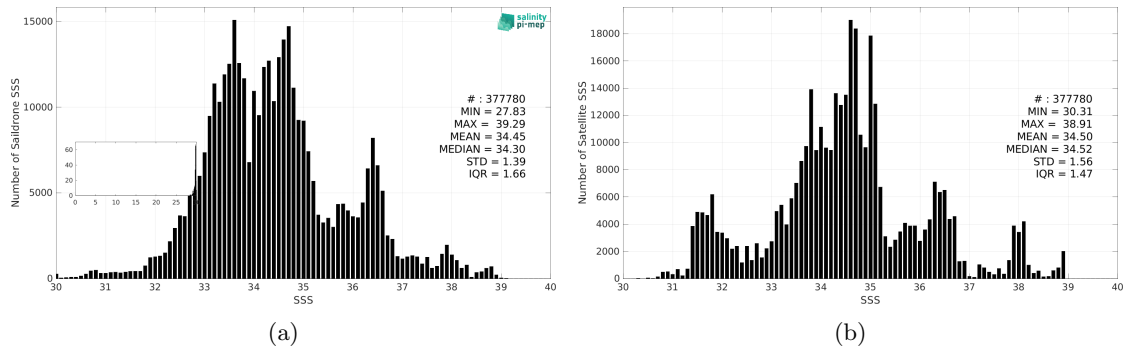 salinity
pi-mep
Number of Saildrone SSS
15000
10000
5000
0
60
40
20
0
0 5 10 15 20 25
# : 377780
MIN = 27.83
MAX = 39.29
MEAN = 34.45
MEDIAN = 34.30
STD = 1.39
IQR = 1.66
30 31 32 33 34 35 36 37 38 39 40
SSS
(a)
Number of Satellite SSS
18000
16000
14000
12000
10000
8000
6000
4000
2000
0
# : 377780
MIN = 30.31
MAX = 38.91
MEAN = 34.50
MEDIAN = 34.52
STD = 1.56
IQR = 1.47
30 31 32 33 34 35 36 37 38 39 40
SSS
(b)